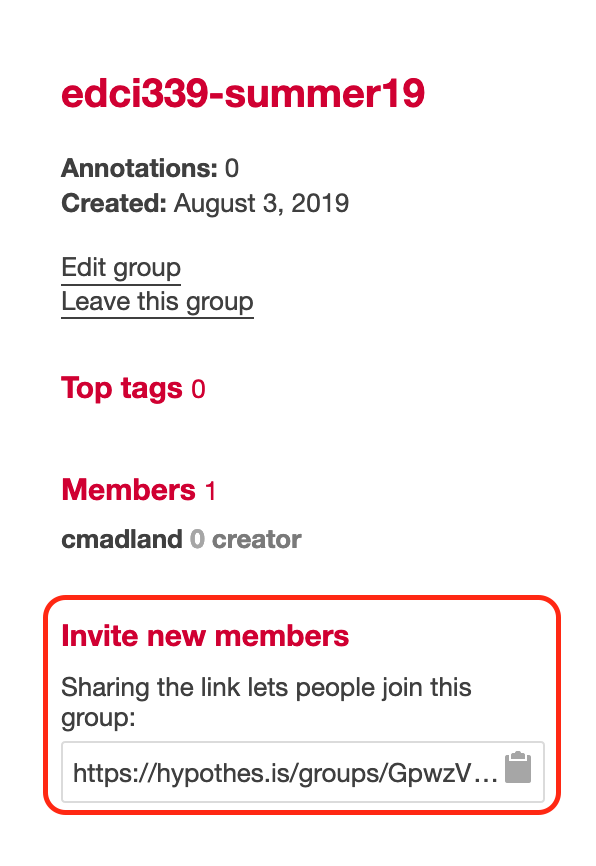 edci339-summer19
Annotations: 0
Created: August 3, 2019
Edit group
Leave this group
Top tags 0
Members 1
cmadland 0 creator
Invite new members
Sharing the link lets people join this
group:
https://hypothes.is/groups/GpwzV...